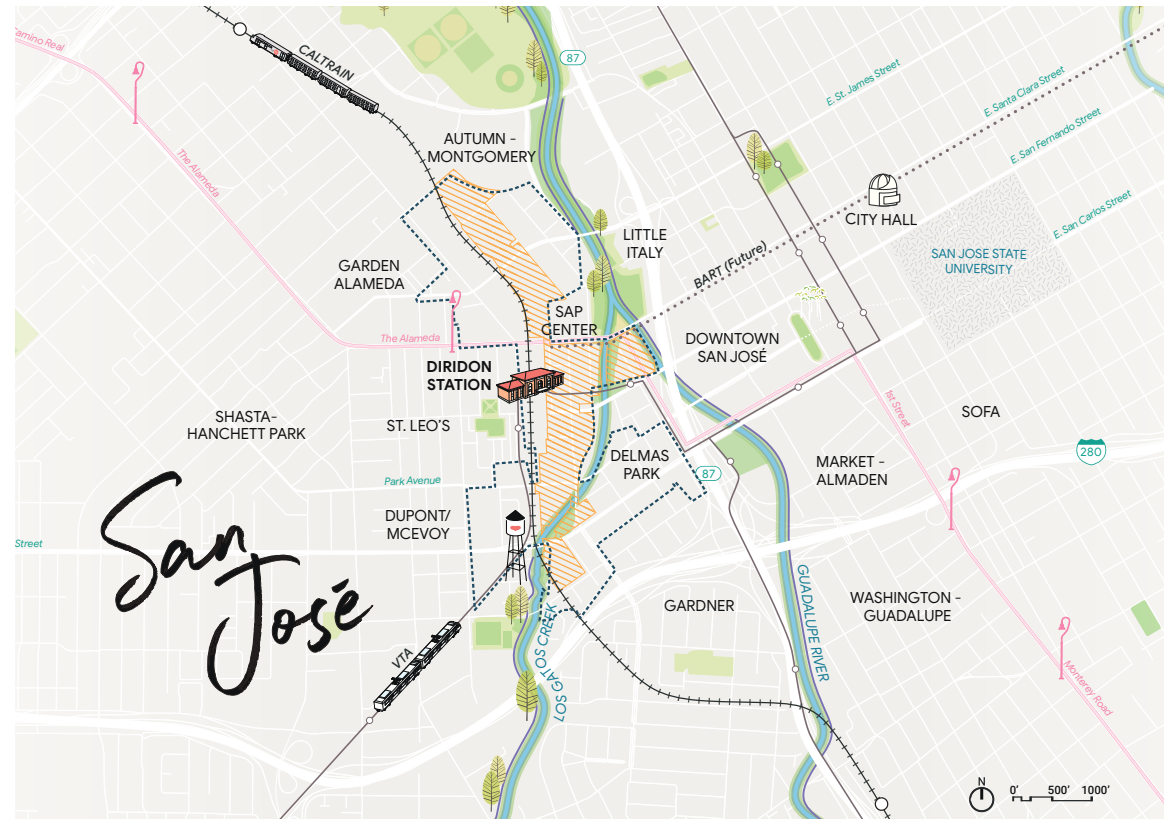 Camino Real
CALTRAIN
87
E. St. James Street
E. Santa Clara Street
E. San Fernando Street
E. San Carlos Street
AUTUMN -
MONTGOMERY
The Alameda
CITY HALL
LITTLE
ITALY
SAN JOSE STATE
UNIVERSITY
BART (Future)
GARDEN
ALAMEDA
SAP
CENTER
The Alameda
DOWNTOWN
SAN JOSÉ
DIRIDON
STATION
1st Street
SHASTA-
HANCHETT PARK
ST. LEO'S
SOFA
280
DELMAS
PARK
87
MARKET -
ALMADEN
Park Avenue
DUPONT/
MCEVOY
Street
San
José
GARDNER
GUADALUPE RIVER
WASHINGTON -
GUADALUPE
LOS GATOS CREEK
VTA
Monterey Road
N
0' 500' 1000'